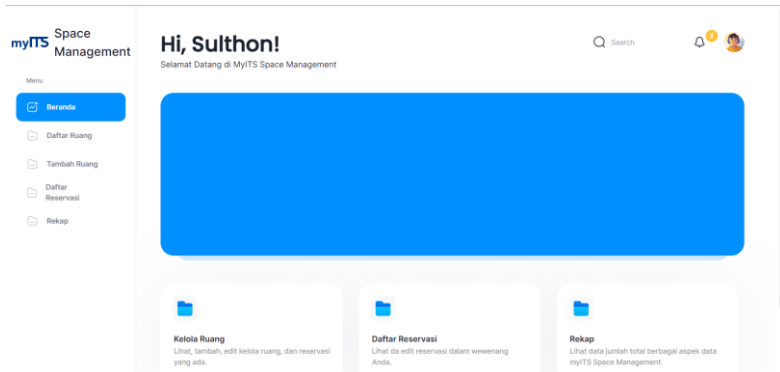 myITS Space
Management
Menu
Beranda
Daftar Ruang
Tambah Ruang
Daftar
Reservasi
Rekap
Hi, Sulthon!
Selamat Datang di MyITS Space Management
Search
2
Kelola Ruang
Lihat, tambah, edit kelola ruang, dan reservasi
yang ada.
Daftar Reservasi
Lihat da edit reservasi dalam wewenang
Anda.
Rekap
Lihat data jumlah total berbagai aspek data
myITS Space Management.